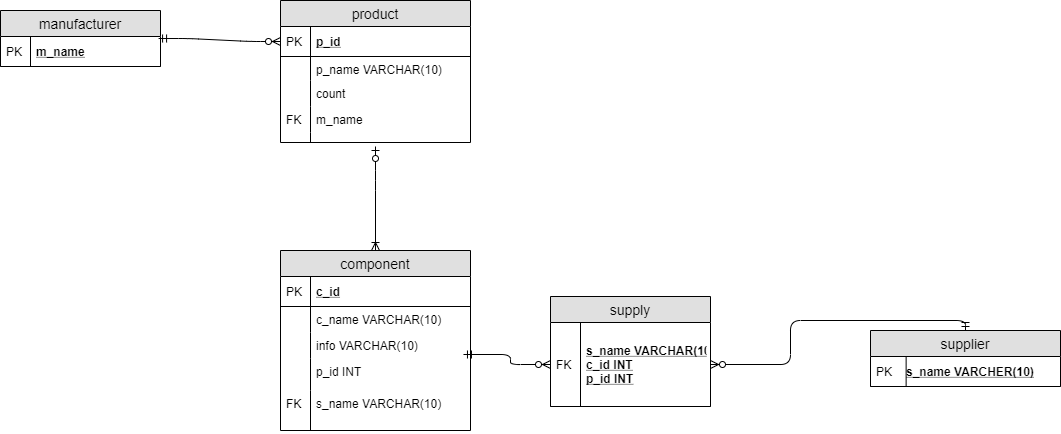 manufacturer
PK m_name
product
PK p_id
p_name VARCHAR(10)
count
FK m_name
component
PK c_id
c_name VARCHAR(10)
info VARCHAR(10)
p_id INT
FK s_name VARCHAR(10)
supply
s_name VARCHAR(10
FK c_id INT
p_id INT
supplier
PK s_name VARCHER(10)